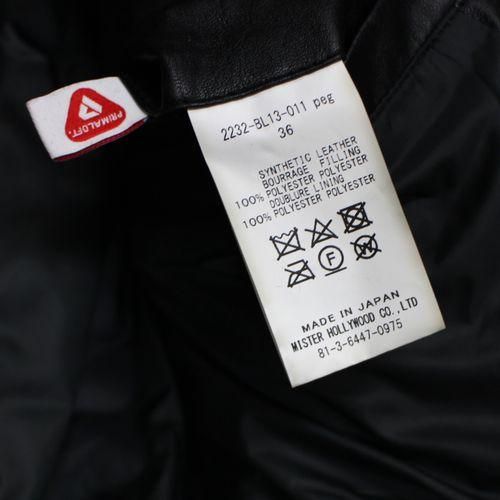 PRIMALOFT.
2232-BL13-011 peg
36
SYNTHETIC LEATHER
BOURRAGE FILLING
100% POLYESTER POLYESTER
DOUBLURE LINING
100% POLYESTER POLYESTER
F
W
MADE IN JAPAN
MISTER HOLLYWOOD CO.,LTD
81-3-6447-0975